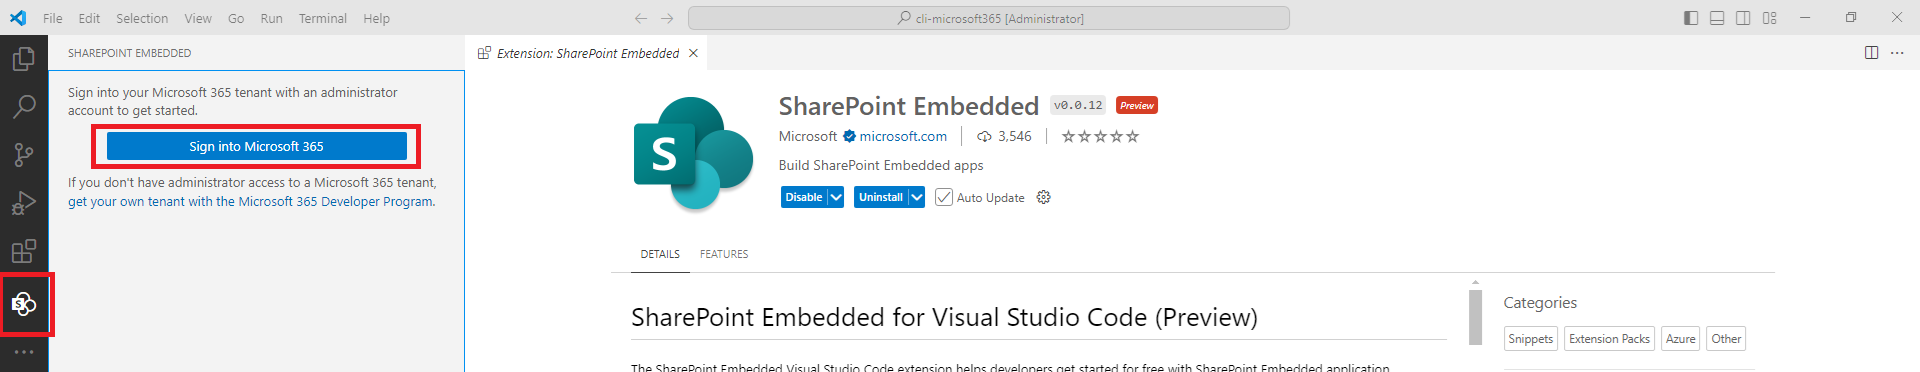 File Edit Selection View Go Run Terminal Help
cli-microsoft365 [Administrator]
SHAREPOINT EMBEDDED
Sign into your Microsoft 365 tenant with an administrator
account to get started.
Sign into Microsoft 365
If you don't have administrator access to a Microsoft 365 tenant,
get your own tenant with the Microsoft 365 Developer Program.
Extension: SharePoint Embedded
S
SharePoint Embedded v0.0.12 Preview
Microsoft microsoft.com 3,546
Build SharePoint Embedded apps
Disable Uninstall Auto Update
DETAILS FEATURES
SharePoint Embedded for Visual Studio Code (Preview)
The SharePoint Embedded Visual Studio Code extension helps developers get started for free with SharePoint Embedded application
Categories
Snippets Extension Packs Azure Other